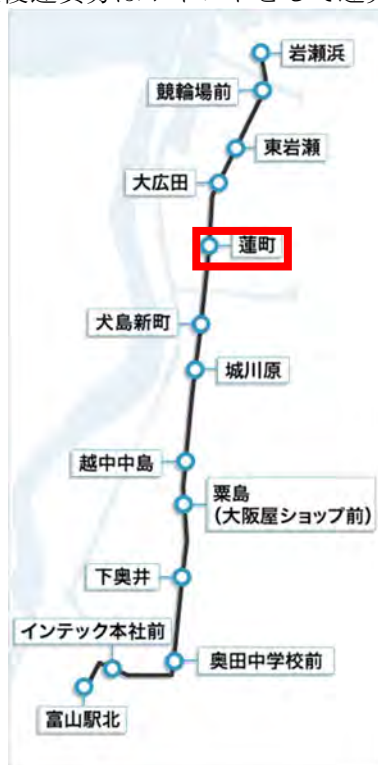 岩瀬浜
競輪場前
東岩瀬
大広田
蓮町
犬島新町
城川原
越中中島
粟島
(大阪屋ショップ前)
下奥井
インテック本社前
奥田中学校前
富山駅北